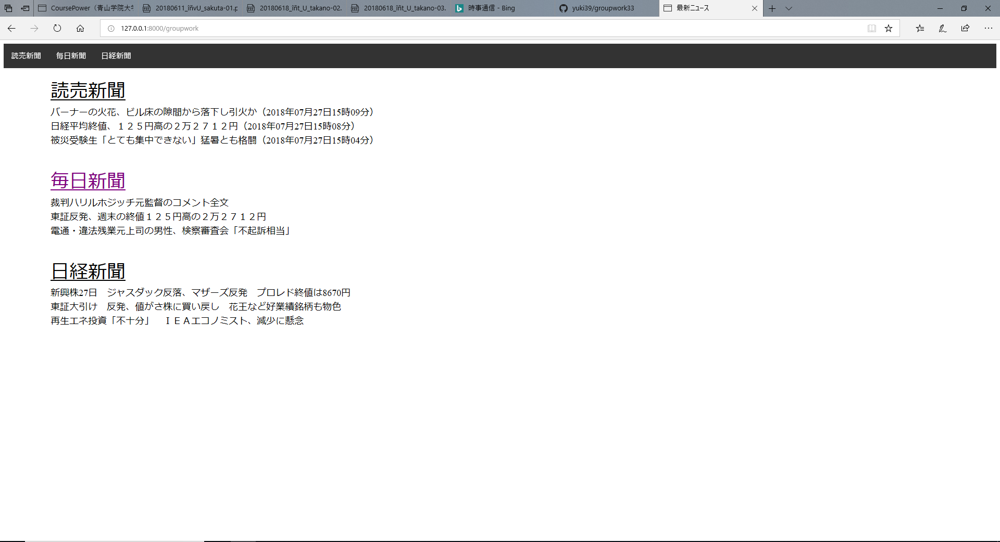 CoursePower（青山学院大学
20180611_îñvU_sakuta-01.p
20180618_îñt_U_takano-02.
20180618_îñt_U_takano-03.
時事通信 - Bing
yuki39/groupwork33
最新ニュース
127.0.0.1:8000/groupwork
読売新聞 毎日新聞 日経新聞
読売新聞
バーナーの火花、ビル床の隙間から落下し引火か（2018年07月27日15時09分）
日経平均終値、１２５円高の２万２７１２円（2018年07月27日15時08分）
被災受験生「とても集中できない」猛暑とも格闘（2018年07月27日15時04分）
毎日新聞
裁判ハリルホジッチ元監督のコメント全文
東証反発、週末の終値１２５円高の２万２７１２円
電通・違法残業元上司の男性、検察審査会「不起訴相当」
日経新聞
新興株27日　ジャスダック反落、マザーズ反発　プロレド終値は8670円
東証大引け　反発、値がさ株に買い戻し　花王など好業績銘柄も物色
再生エネ投資「不十分」　ＩＥＡエコノミスト、減少に懸念